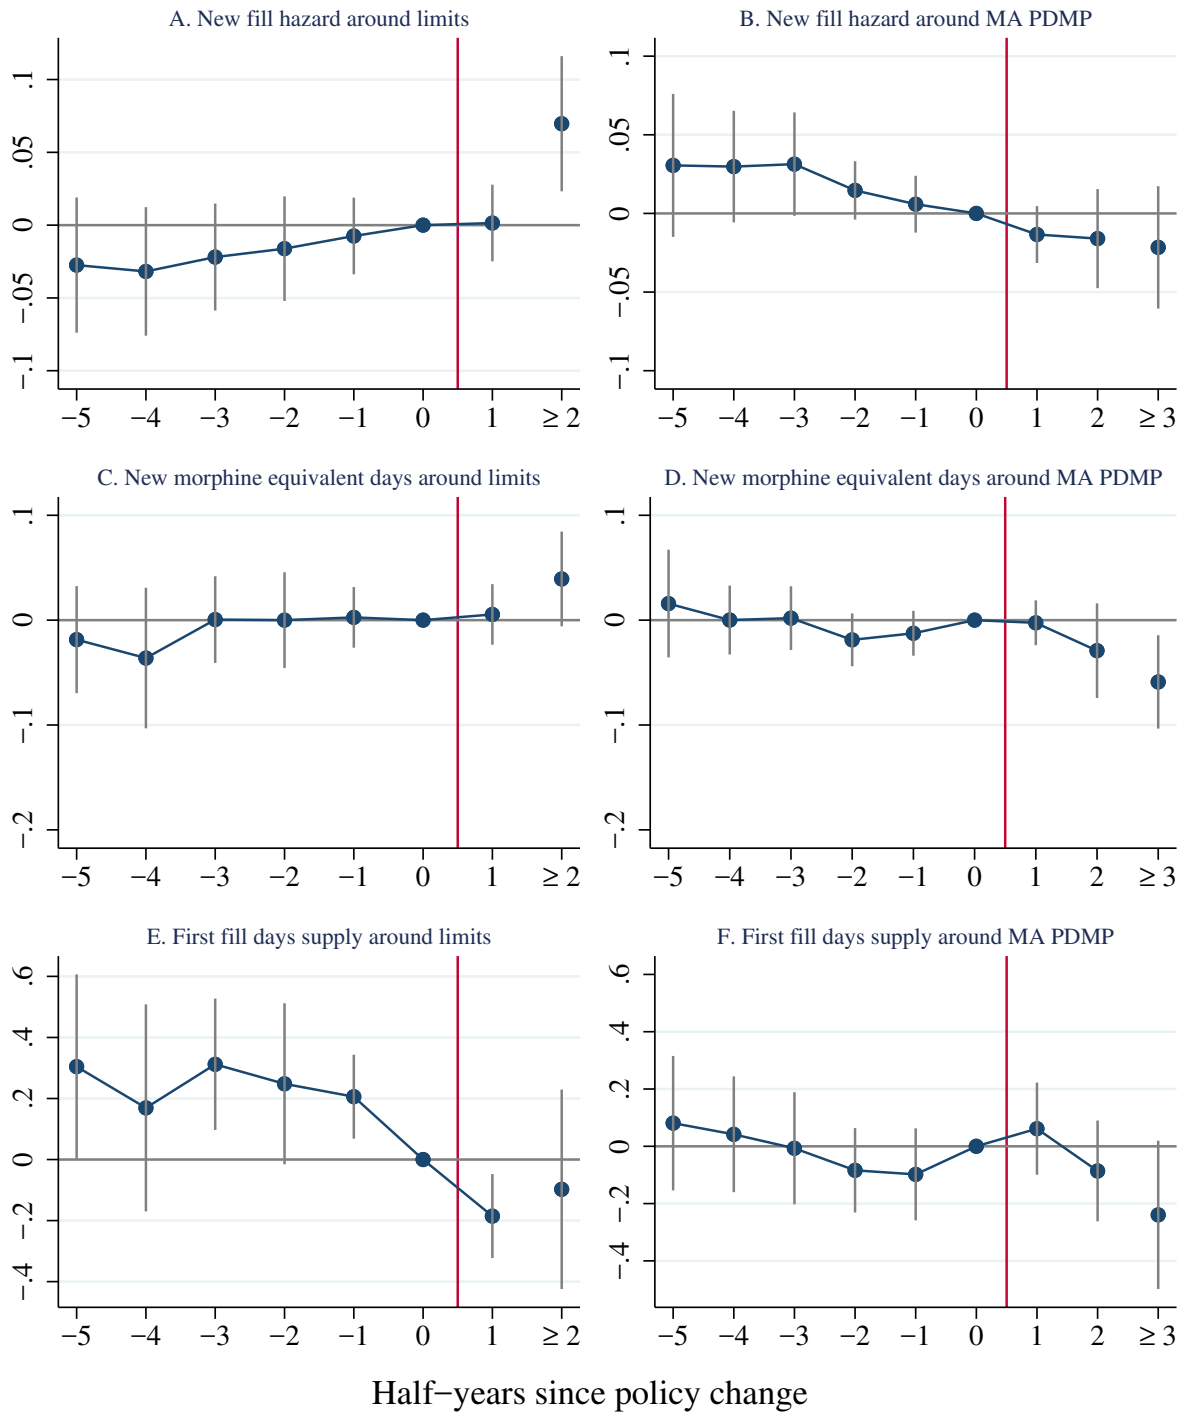 A. New fill hazard around limits
.1
.05
0
−.05
−.1
−5 −4 −3 −2 −1 0 1 ≥ 2
B. New fill hazard around MA PDMP
.1
.05
0
−.05
−.1
−5 −4 −3 −2 −1 0 1 2 ≥ 3
C. New morphine equivalent days around limits
.1
0
−.1
−.2
−5 −4 −3 −2 −1 0 1 ≥ 2
D. New morphine equivalent days around MA PDMP
.1
0
−.1
−.2
−5 −4 −3 −2 −1 0 1 2 ≥ 3
E. First fill days supply around limits
.6
.4
.2
0
−.2
−.4
−5 −4 −3 −2 −1 0 1 ≥ 2
F. First fill days supply around MA PDMP
.6
.4
.2
0
−.2
−.4
−5 −4 −3 −2 −1 0 1 2 ≥ 3
Half−years since policy change